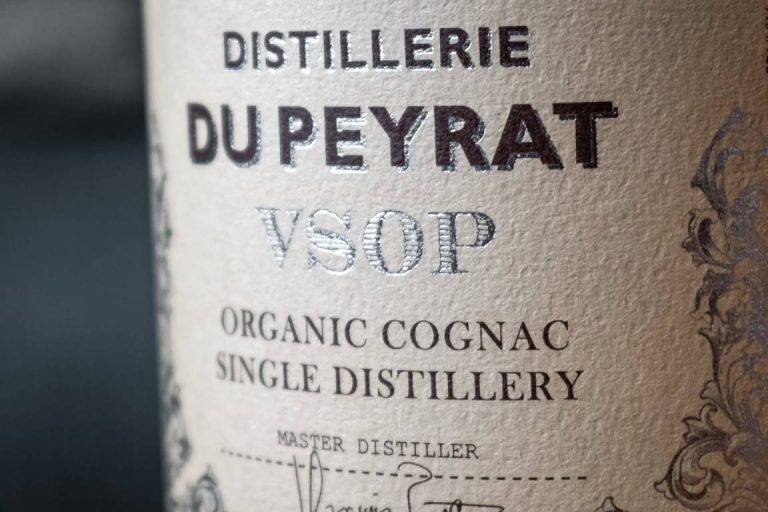 DISTILLERIE
DU PEYRAT
VSOP
ORGANIC COGNAC
SINGLE DISTILLERY
MASTER DISTILLER